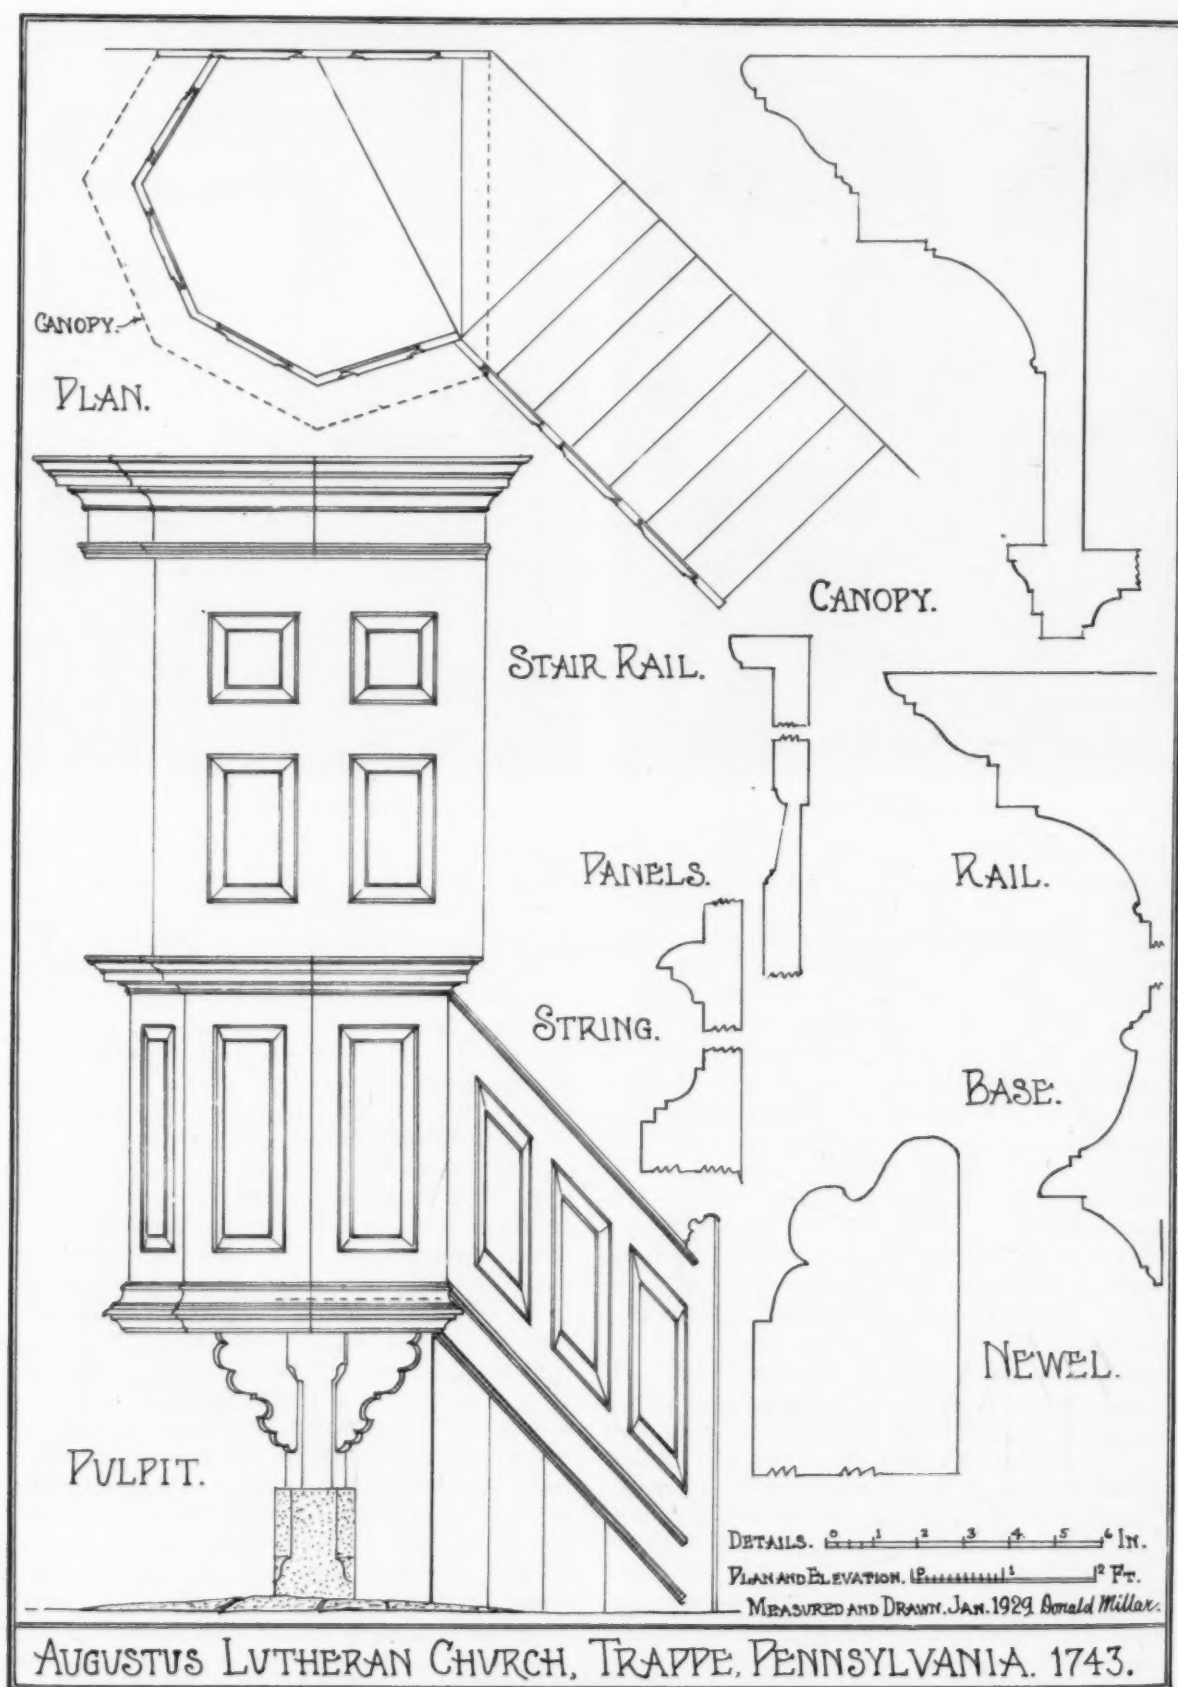 CANOPY.
PLAN.
CANOPY.
STAIR RAIL.
PANELS.
RAIL.
STRING.
BASE.
NEWEL.
PULPIT.
DETAILS. 0 1 2 3 4 5 6 IN.
PLAN AND ELEVATION. 0 1 2 FT.
MEASURED AND DRAWN. JAN. 1929 Donald Millar.
AUGUSTUS LUTHERAN CHVRCH, TRAPPE, PENNSYLVANIA. 1743.